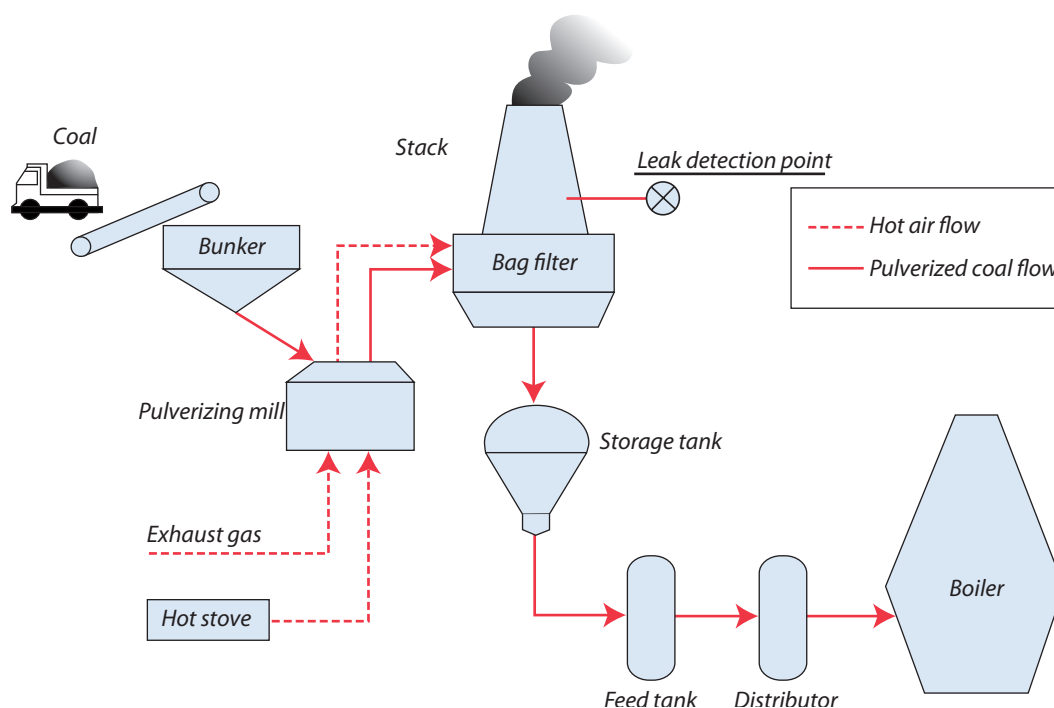 Coal
Stack
Leak detection point
Hot air flow
Bunker
Bag filter
Pulverized coal flow
Pulverizing mill
Storage tank
Exhaust gas
Boiler
Hot stove
Feed tank
Distributor